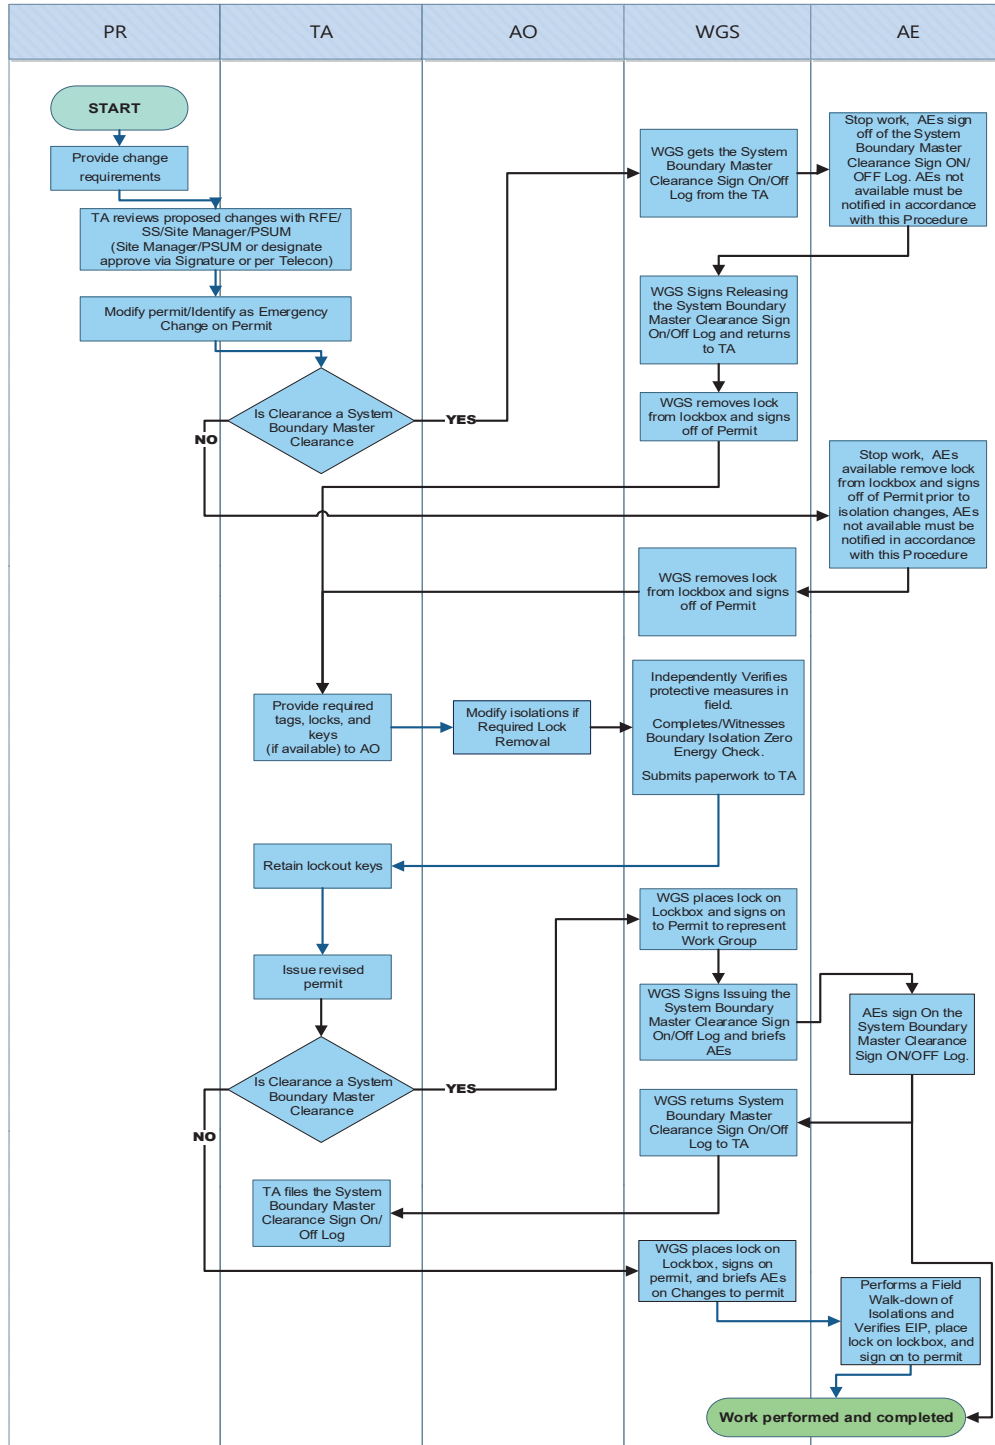 PR
TA
AO
WGS
AE
START
Provide change
requirements
TA reviews proposed changes with RFE/
SS/Site Manager/PSUM
(Site Manager/PSUM or designate
approve via Signature or per Telecon)
Modify permit/Identify as Emergency
Change on Permit
Is Clearance a System
Boundary Master
Clearance
YES
NO
WGS gets the System
Boundary Master
Clearance Sign On/Off
Log from the TA
Stop work, AEs sign
off of the System
Boundary Master
Clearance Sign ON/
OFF Log. AEs not
available must be
notified in accordance
with this Procedure
WGS Signs Releasing
the System Boundary
Master Clearance Sign
On/Off Log and returns
to TA
WGS removes lock
from lockbox and signs
off of Permit
Stop work, AEs
available remove lock
from lockbox and signs
off of Permit prior to
isolation changes, AEs
not available must be
notified in accordance
with this Procedure
WGS removes lock
from lockbox and signs
off of Permit
Provide required
tags, locks, and
keys
(if available) to AO
Modify isolations if
Required Lock
Removal
Independently Verifies
protective measures in
field.
Completes/Witnesses
Boundary Isolation Zero
Energy Check.
Submits paperwork to TA
Retain lockout keys
Issue revised
permit
Is Clearance a System
Boundary Master
Clearance
YES
NO
WGS places lock on
Lockbox and signs on
to Permit to represent
Work Group
WGS Signs Issuing the
System Boundary
Master Clearance Sign
On/Off Log and briefs
AEs
AEs sign On the
System Boundary
Master Clearance
Sign ON/OFF Log.
WGS returns System
Boundary Master
Clearance Sign On/Off
Log to TA
TA files the System
Boundary Master
Clearance Sign On/
Off Log
WGS places lock on
Lockbox, signs on
permit, and briefs AEs
on Changes to permit
Performs a Field
Walk-down of
Isolations and
Verifies EIP, place
lock on lockbox, and
sign on to permit
Work performed and completed